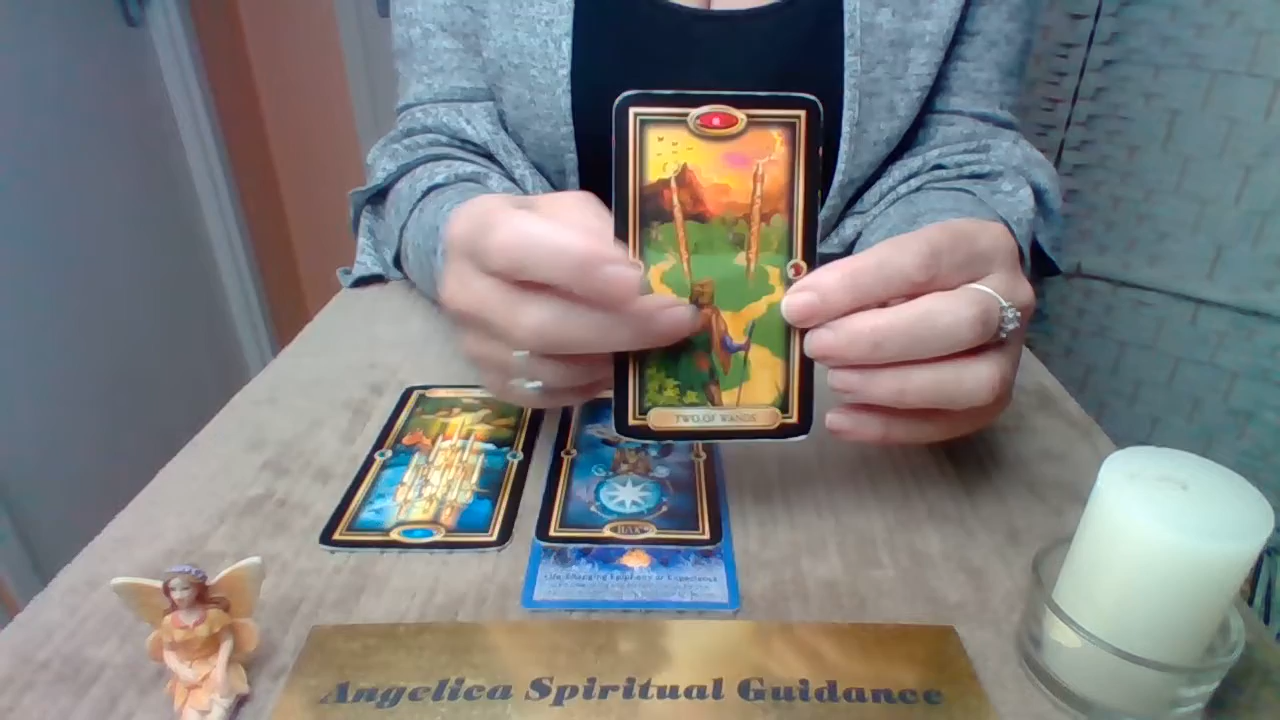 TWO OF WANDS
Life-Changing Epiphany or Experience
Angelica Spiritual Guidance